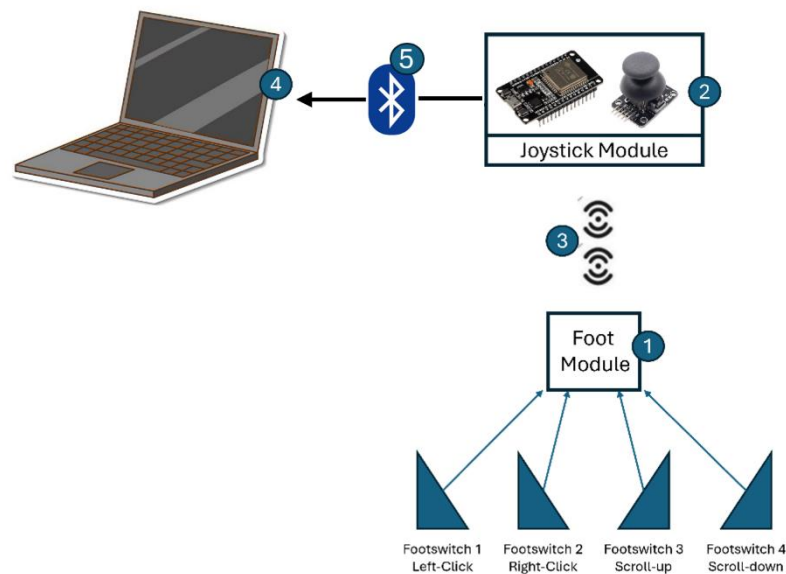 5
4
2
Joystick Module
3
Foot
Module
1
Footswitch 1
Left-Click
Footswitch 2
Right-Click
Footswitch 3
Scroll-up
Footswitch 4
Scroll-down